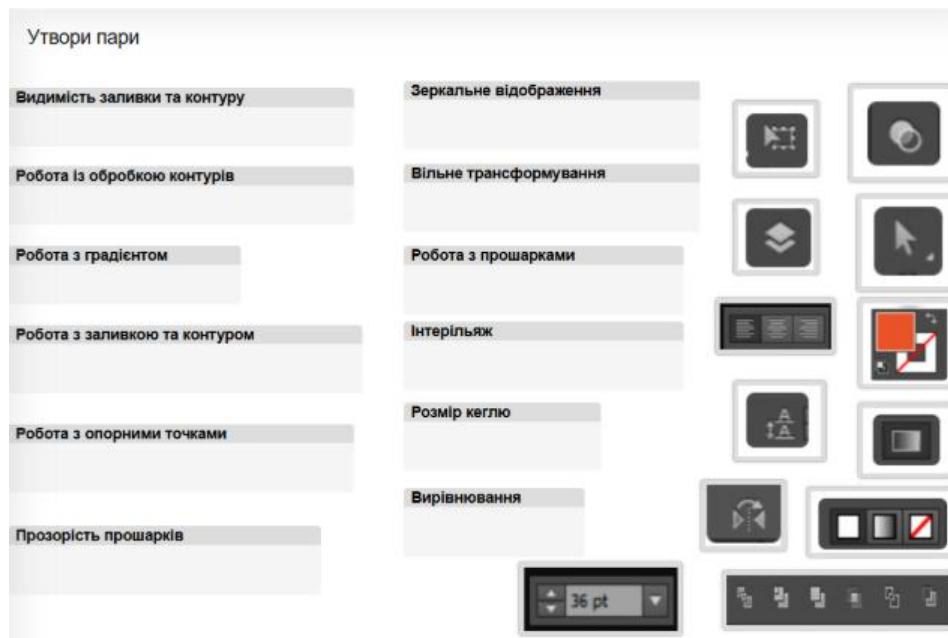 Утвори пари
Видимість заливки та контуру
Робота із обробкою контурів
Робота з градієнтом
Робота з заливкою та контуром
Робота з опорними точками
Прозорість прошарків
Зеркальне відображення
Вільне трансформування
Робота з прошарками
Інтерільяж
Розмір кеглю
Вирівнювання
A
A
36 pt